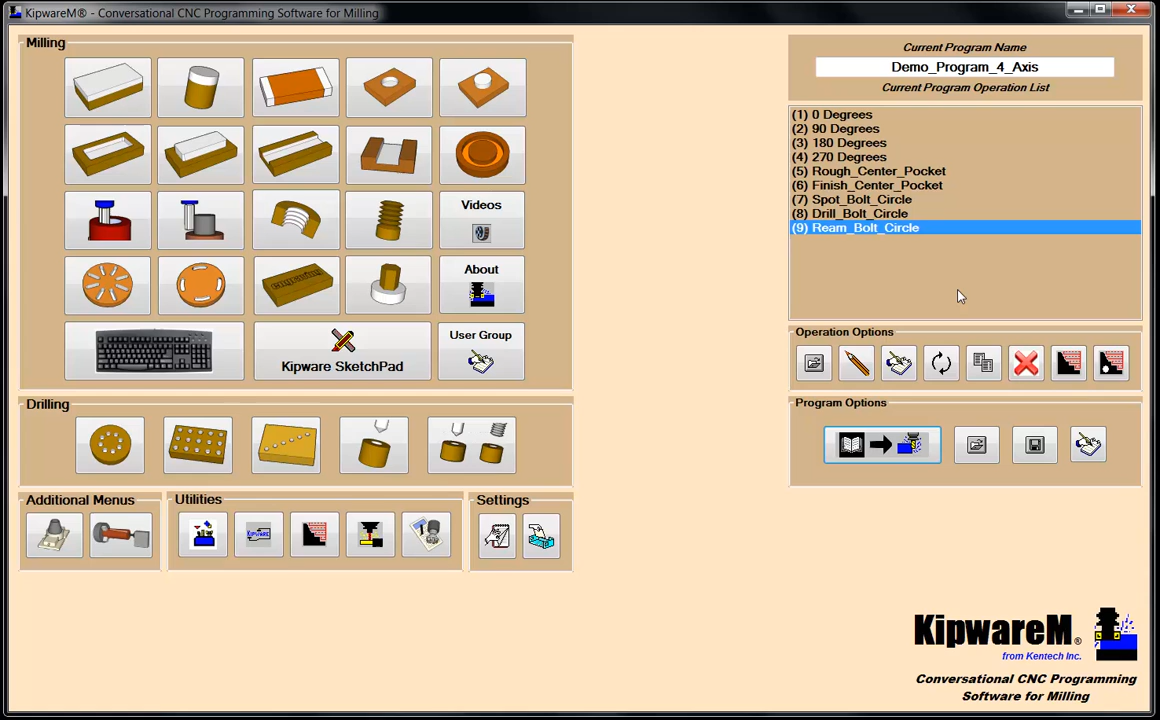 KipwareM® - Conversational CNC Programming Software for Milling
Milling
Videos
About
Kipware SketchPad
User Group
Drilling
Additional Menus
Utilities
Settings
Current Program Name
Demo_Program_4_Axis
Current Program Operation List
(1) 0 Degrees
(2) 90 Degrees
(3) 180 Degrees
(4) 270 Degrees
(5) Rough_Center_Pocket
(6) Finish_Center_Pocket
(7) Spot_Bolt_Circle
(8) Drill_Bolt_Circle
(9) Ream_Bolt_Circle
Operation Options
Program Options
KipwareM®
from Kentech Inc.
Conversational CNC Programming
Software for Milling